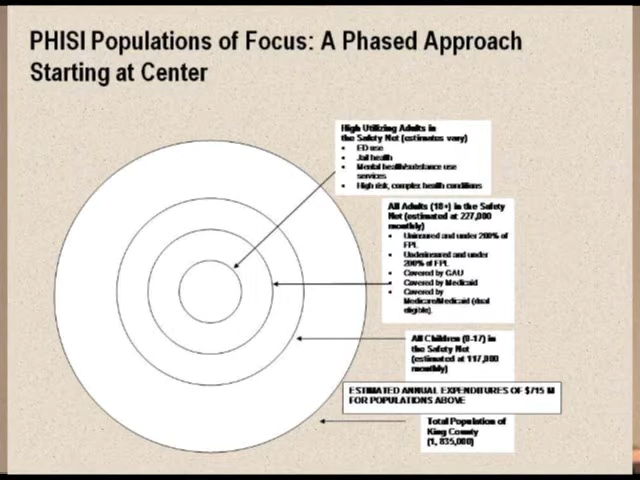 PHISI Populations of Focus: A Phased Approach
Starting at Center
High Utilizing Adults in
the Safety Net (estimates vary)
• ED use
• Jail health
• Mental health/substance use
services
• High risk, complex health conditions
All Adults (18+) in the Safety
Net (estimated at 227,000
monthly)
• Uninsured and under 200% of
FPL
• Underinsured and under
200% of FPL
• Covered by GAU
• Covered by Medicaid
• Covered by
Medicare/Medicaid (dual
eligible).
All Children (0-17) in
the Safety Net
(estimated at 117,000
monthly)
ESTIMATED ANNUAL EXPENDITURES OF $715 M
FOR POPULATIONS ABOVE
Total Population of
King County
(1, 835,000)